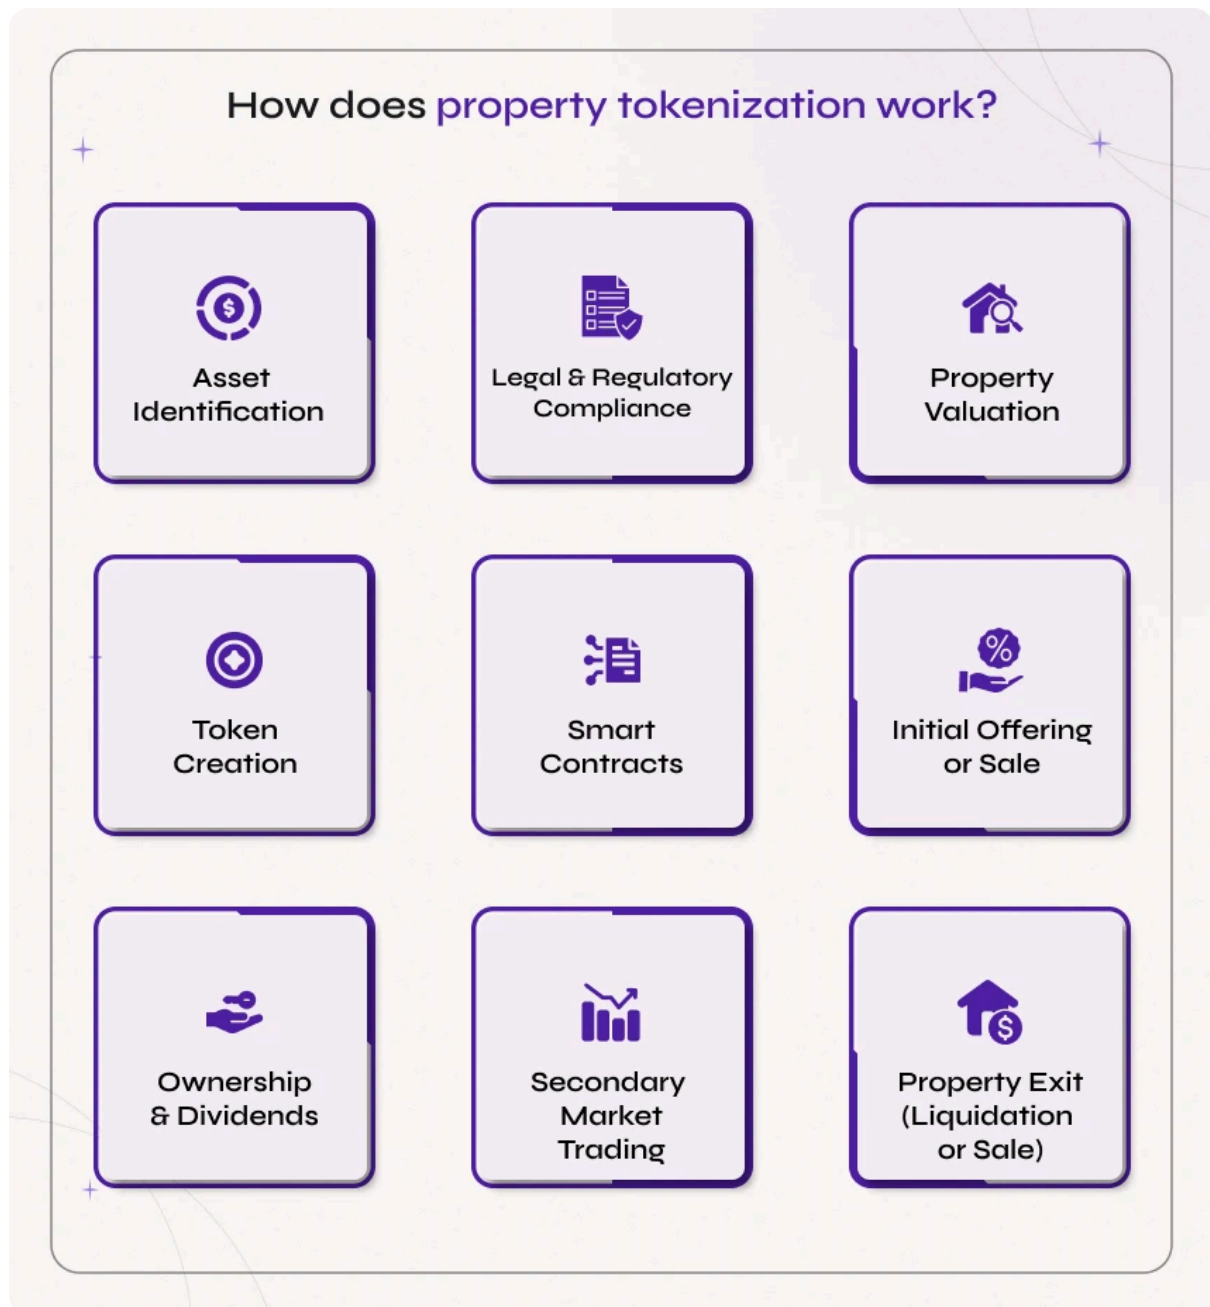 How does property tokenization work?
Asset
Identification
Legal & Regulatory
Compliance
Property
Valuation
Token
Creation
Smart
Contracts
Initial Offering
or Sale
Ownership
& Dividends
Secondary
Market
Trading
Property Exit
(Liquidation
or Sale)